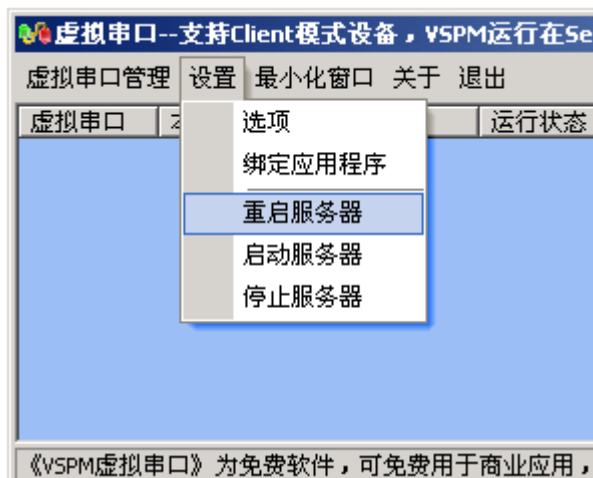 虚拟串口--支持Client模式设备，VSPM运行在Se
虚拟串口管理 设置 最小化窗口 关于 退出
虚拟串口 运行状态
选项
绑定应用程序
重启服务器
启动服务器
停止服务器
《VSPM虚拟串口》为免费软件，可免费用于商业应用，